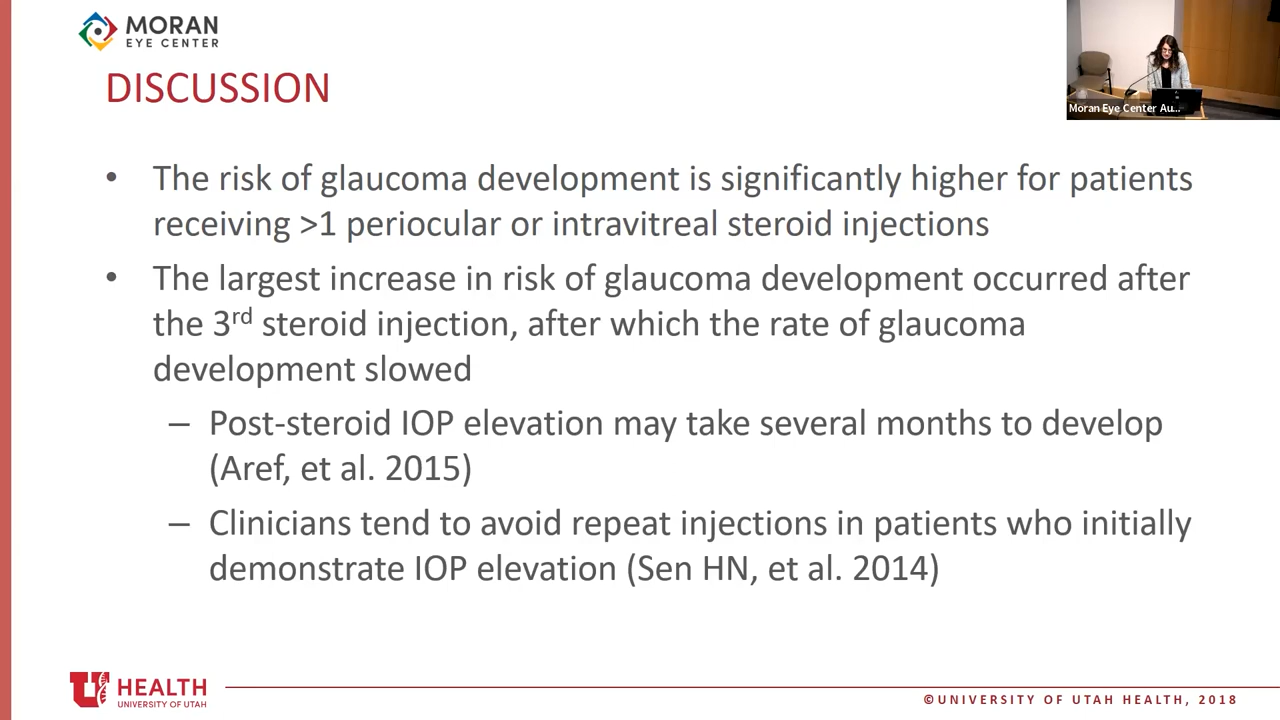 MORAN
EYE CENTER
Moran Eye Center Au...
DISCUSSION
• The risk of glaucoma development is significantly higher for patients
receiving >1 periocular or intravitreal steroid injections
• The largest increase in risk of glaucoma development occurred after
the 3rd steroid injection, after which the rate of glaucoma
development slowed
– Post-steroid IOP elevation may take several months to develop
(Aref, et al. 2015)
– Clinicians tend to avoid repeat injections in patients who initially
demonstrate IOP elevation (Sen HN, et al. 2014)
U HEALTH
UNIVERSITY OF UTAH
©UNIVERSITY OF UTAH HEALTH, 2018